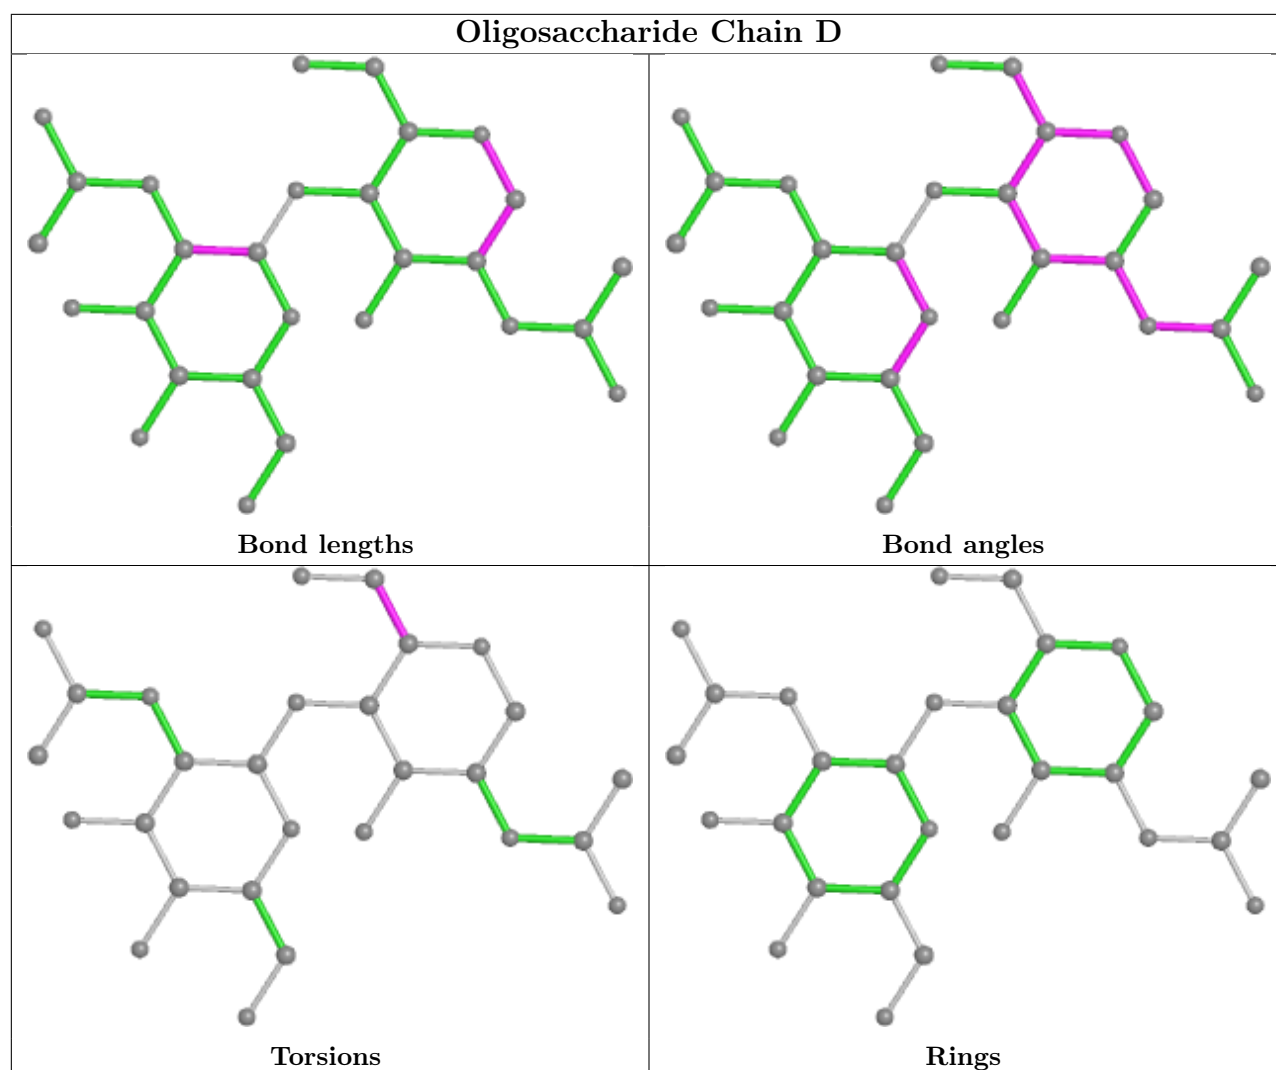 Oligosaccharide Chain D
Bond lengths
Bond angles
Torsions
Rings